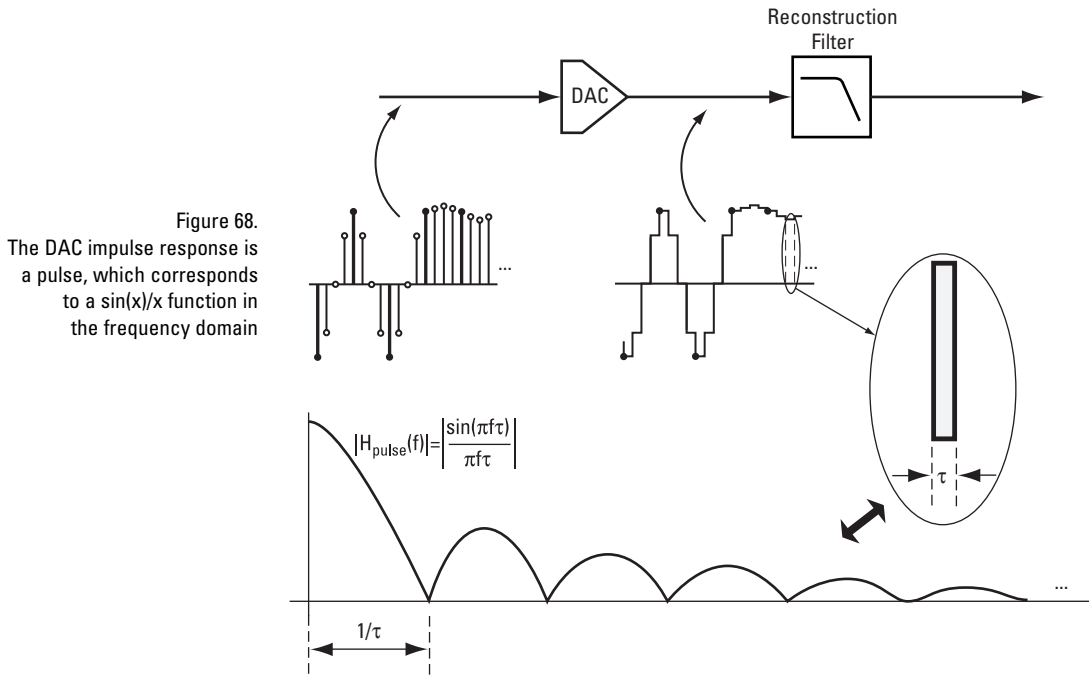 Reconstruction
Filter
DAC
Figure 68.
The DAC impulse response is
a pulse, which corresponds
to a sin(x)/x function in
the frequency domain
...
...
|Hpulse(f)|=|sin(πfτ)/πfτ|
τ
...
1/τ